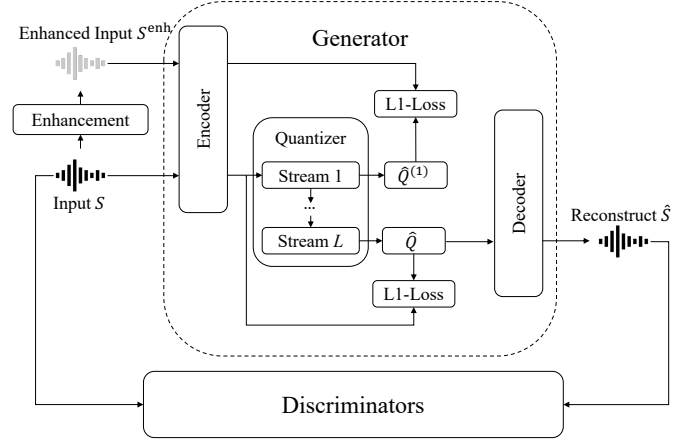 Generator
Enhanced Input S^enh
Enhancement
Input S
Encoder
L1-Loss
Quantizer
Stream 1
...
Stream L
Q̂^(1)
Q̂
L1-Loss
Decoder
Reconstruct Ŝ
Discriminators